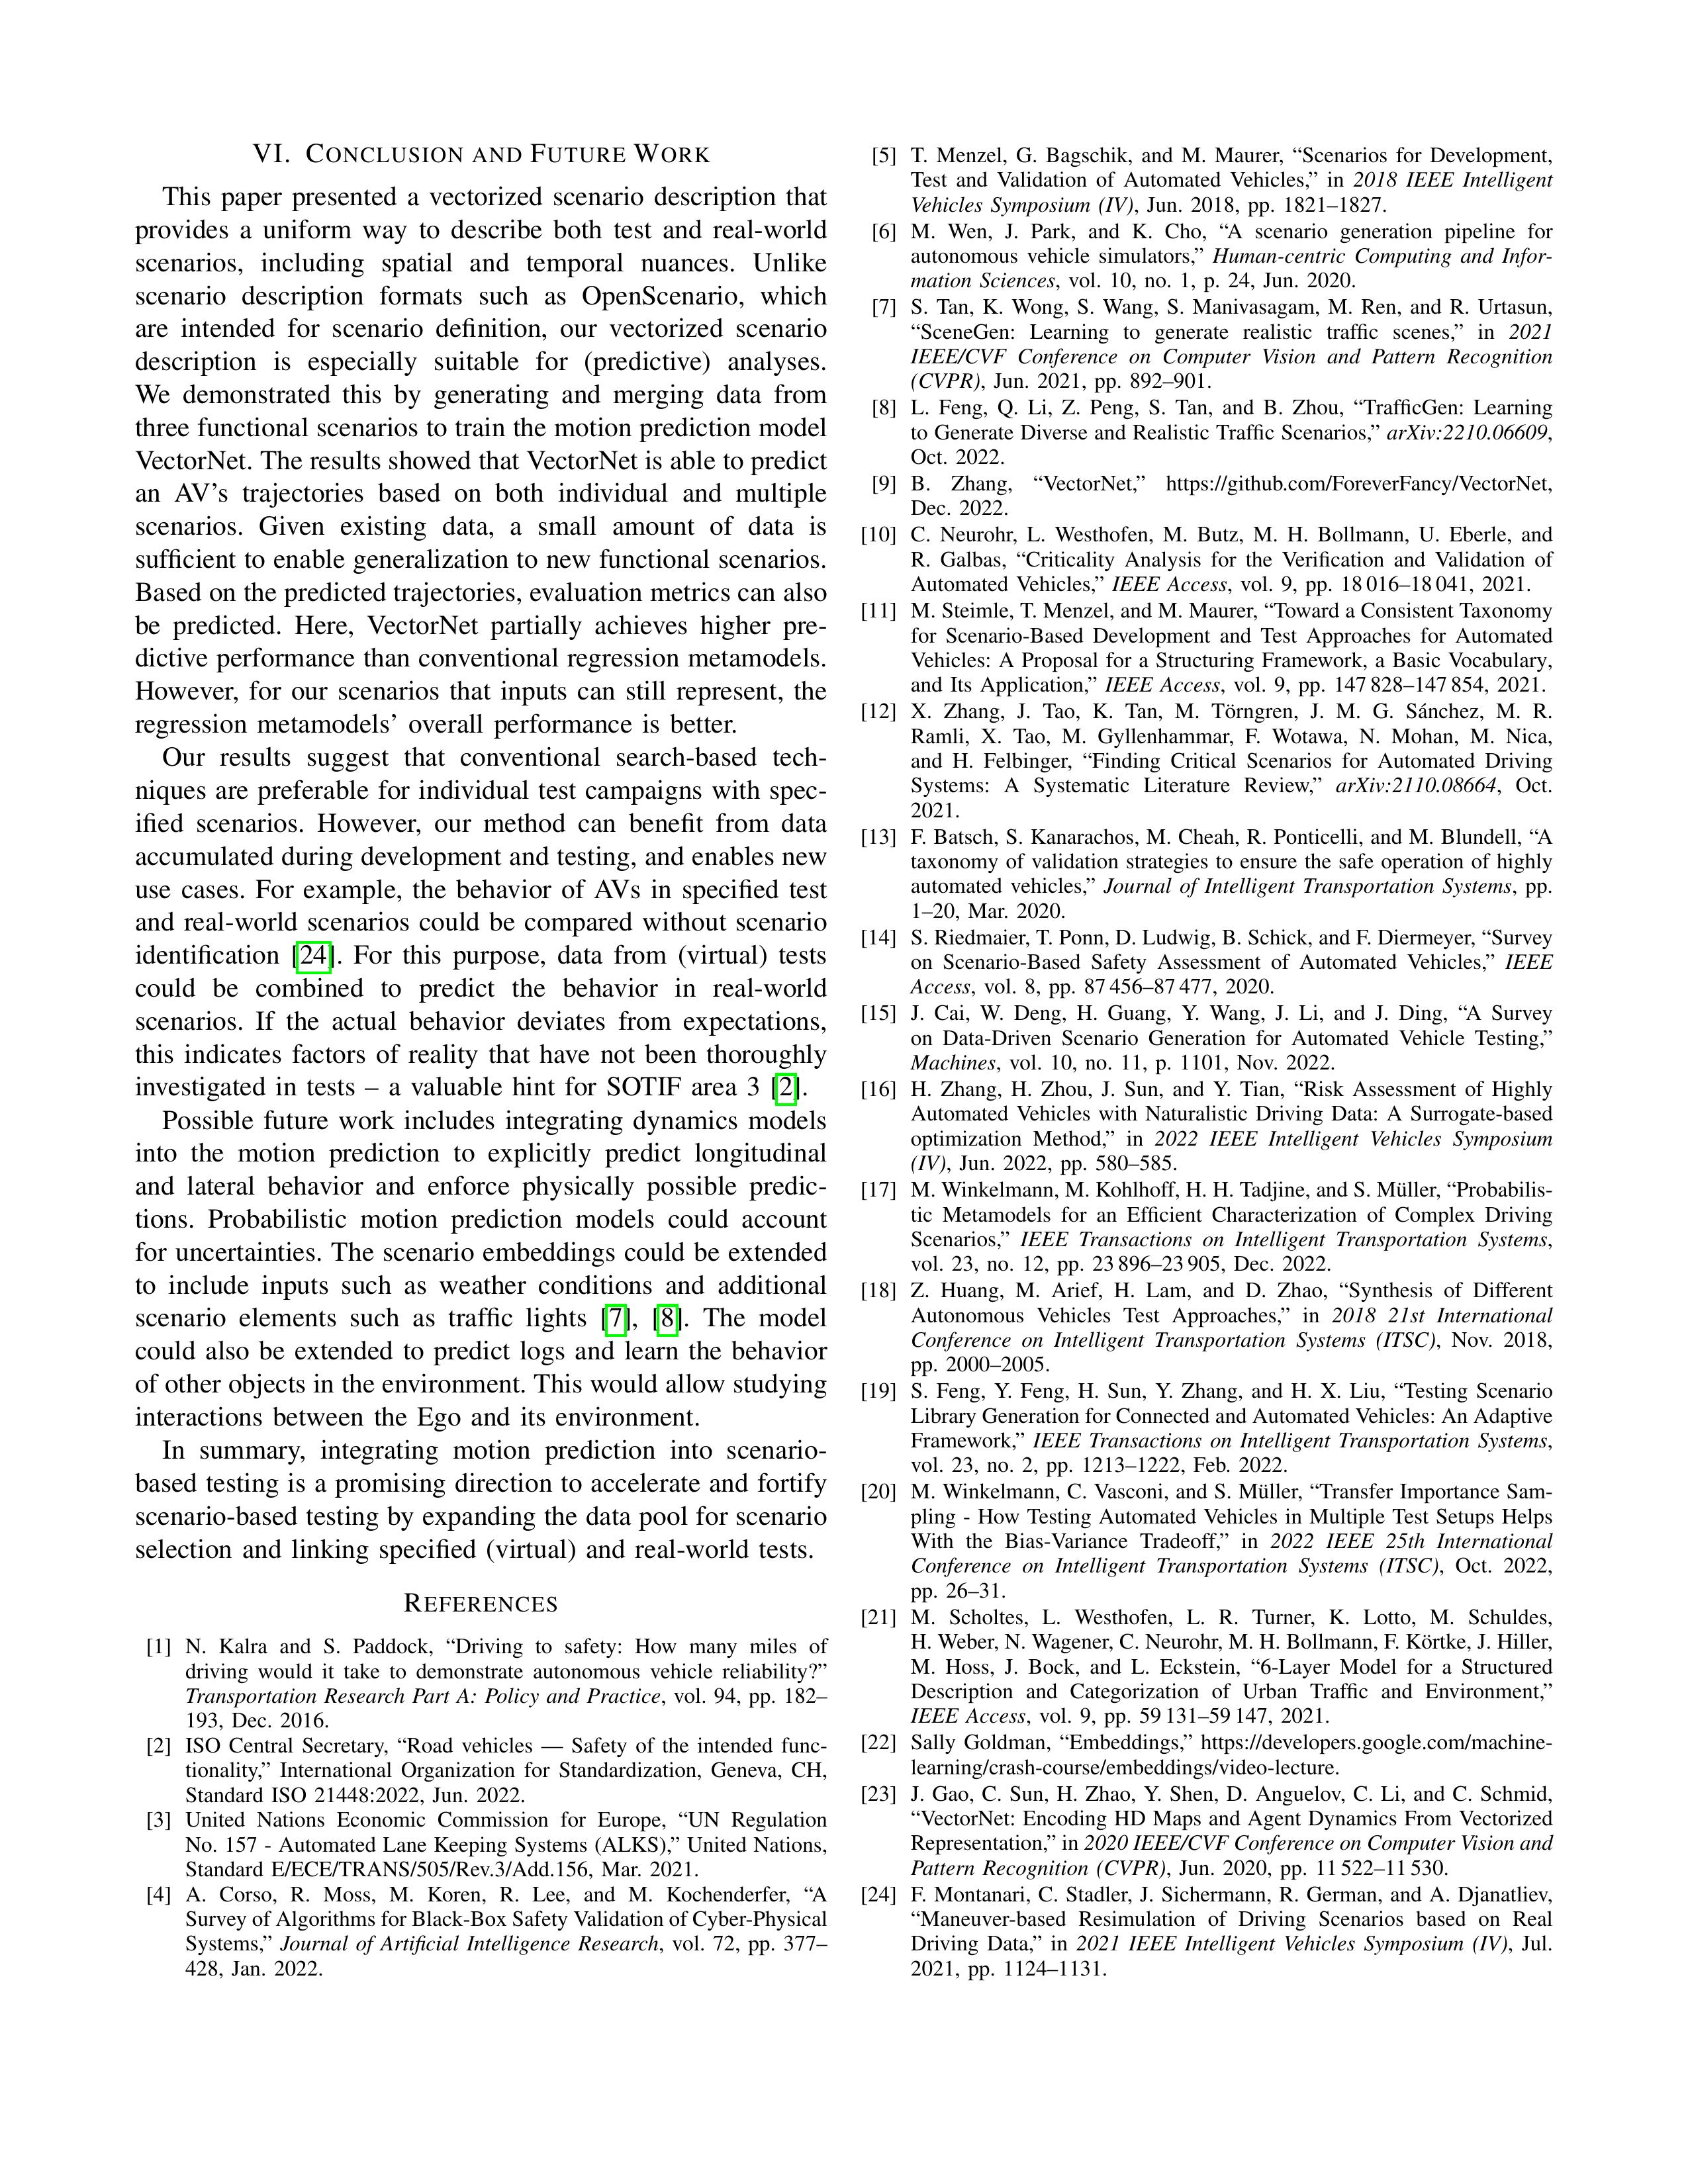 VI. CONCLUSION AND FUTURE WORK
This paper presented a vectorized scenario description that
provides a uniform way to describe both test and real-world
scenarios, including spatial and temporal nuances. Unlike
scenario description formats such as OpenScenario, which
are intended for scenario definition, our vectorized scenario
description is especially suitable for (predictive) analyses.
We demonstrated this by generating and merging data from
three functional scenarios to train the motion prediction model
VectorNet. The results showed that VectorNet is able to predict
an AV's trajectories based on both individual and multiple
scenarios. Given existing data, a small amount of data is
sufficient to enable generalization to new functional scenarios.
Based on the predicted trajectories, evaluation metrics can also
be predicted. Here, VectorNet partially achieves higher pre-
dictive performance than conventional regression metamodels.
However, for our scenarios that inputs can still represent, the
regression metamodels' overall performance is better.
Our results suggest that conventional search-based tech-
niques are preferable for individual test campaigns with spec-
ified scenarios. However, our method can benefit from data
accumulated during development and testing, and enables new
use cases. For example, the behavior of AVs in specified test
and real-world scenarios could be compared without scenario
identification [24]. For this purpose, data from (virtual) tests
could be combined to predict the behavior in real-world
scenarios. If the actual behavior deviates from expectations,
this indicates factors of reality that have not been thoroughly
investigated in tests – a valuable hint for SOTIF area 3 [2].
Possible future work includes integrating dynamics models
into the motion prediction to explicitly predict longitudinal
and lateral behavior and enforce physically possible predic-
tions. Probabilistic motion prediction models could account
for uncertainties. The scenario embeddings could be extended
to include inputs such as weather conditions and additional
scenario elements such as traffic lights [7], [8]. The model
could also be extended to predict logs and learn the behavior
of other objects in the environment. This would allow studying
interactions between the Ego and its environment.
In summary, integrating motion prediction into scenario-
based testing is a promising direction to accelerate and fortify
scenario-based testing by expanding the data pool for scenario
selection and linking specified (virtual) and real-world tests.
REFERENCES
[1] N. Kalra and S. Paddock, “Driving to safety: How many miles of
driving would it take to demonstrate autonomous vehicle reliability?”
Transportation Research Part A: Policy and Practice, vol. 94, pp. 182–
193, Dec. 2016.
[2] ISO Central Secretary, “Road vehicles — Safety of the intended func-
tionality,” International Organization for Standardization, Geneva, CH,
Standard ISO 21448:2022, Jun. 2022.
[3] United Nations Economic Commission for Europe, “UN Regulation
No. 157 - Automated Lane Keeping Systems (ALKS),” United Nations,
Standard E/ECE/TRANS/505/Rev.3/Add.156, Mar. 2021.
[4] A. Corso, R. Moss, M. Koren, R. Lee, and M. Kochenderfer, “A
Survey of Algorithms for Black-Box Safety Validation of Cyber-Physical
Systems,” Journal of Artificial Intelligence Research, vol. 72, pp. 377–
428, Jan. 2022.
[5] T. Menzel, G. Bagschik, and M. Maurer, “Scenarios for Development,
Test and Validation of Automated Vehicles,” in 2018 IEEE Intelligent
Vehicles Symposium (IV), Jun. 2018, pp. 1821–1827.
[6] M. Wen, J. Park, and K. Cho, “A scenario generation pipeline for
autonomous vehicle simulators,” Human-centric Computing and Infor-
mation Sciences, vol. 10, no. 1, p. 24, Jun. 2020.
[7] S. Tan, K. Wong, S. Wang, S. Manivasagam, M. Ren, and R. Urtasun,
“SceneGen: Learning to generate realistic traffic scenes,” in 2021
IEEE/CVF Conference on Computer Vision and Pattern Recognition
(CVPR), Jun. 2021, pp. 892–901.
[8] L. Feng, Q. Li, Z. Peng, S. Tan, and B. Zhou, “TrafficGen: Learning
to Generate Diverse and Realistic Traffic Scenarios,” arXiv:2210.06609,
Oct. 2022.
[9] B. Zhang, “VectorNet,” https://github.com/ForeverFancy/VectorNet,
Dec. 2022.
[10] C. Neurohr, L. Westhofen, M. Butz, M. H. Bollmann, U. Eberle, and
R. Galbas, “Criticality Analysis for the Verification and Validation of
Automated Vehicles,” IEEE Access, vol. 9, pp. 18 016–18 041, 2021.
[11] M. Steimle, T. Menzel, and M. Maurer, “Toward a Consistent Taxonomy
for Scenario-Based Development and Test Approaches for Automated
Vehicles: A Proposal for a Structuring Framework, a Basic Vocabulary,
and Its Application,” IEEE Access, vol. 9, pp. 147 828–147 854, 2021.
[12] X. Zhang, J. Tao, K. Tan, M. Törngren, J. M. G. Sánchez, M. R.
Ramli, X. Tao, M. Gyllenhammar, F. Wotawa, N. Mohan, M. Nica,
and H. Felbinger, “Finding Critical Scenarios for Automated Driving
Systems: A Systematic Literature Review,” arXiv:2110.08664, Oct.
2021.
[13] F. Batsch, S. Kanarachos, M. Cheah, R. Ponticelli, and M. Blundell, “A
taxonomy of validation strategies to ensure the safe operation of highly
automated vehicles,” Journal of Intelligent Transportation Systems, pp.
1–20, Mar. 2020.
[14] S. Riedmaier, T. Ponn, D. Ludwig, B. Schick, and F. Diermeyer, “Survey
on Scenario-Based Safety Assessment of Automated Vehicles,” IEEE
Access, vol. 8, pp. 87 456–87 477, 2020.
[15] J. Cai, W. Deng, H. Guang, Y. Wang, J. Li, and J. Ding, “A Survey
on Data-Driven Scenario Generation for Automated Vehicle Testing,”
Machines, vol. 10, no. 11, p. 1101, Nov. 2022.
[16] H. Zhang, H. Zhou, J. Sun, and Y. Tian, “Risk Assessment of Highly
Automated Vehicles with Naturalistic Driving Data: A Surrogate-based
optimization Method,” in 2022 IEEE Intelligent Vehicles Symposium
(IV), Jun. 2022, pp. 580–585.
[17] M. Winkelmann, M. Kohlhoff, H. H. Tadjine, and S. Müller, “Probabilis-
tic Metamodels for an Efficient Characterization of Complex Driving
Scenarios,” IEEE Transactions on Intelligent Transportation Systems,
vol. 23, no. 12, pp. 23 896–23 905, Dec. 2022.
[18] Z. Huang, M. Arief, H. Lam, and D. Zhao, “Synthesis of Different
Autonomous Vehicles Test Approaches,” in 2018 21st International
Conference on Intelligent Transportation Systems (ITSC), Nov. 2018,
pp. 2000–2005.
[19] S. Feng, Y. Feng, H. Sun, Y. Zhang, and H. X. Liu, “Testing Scenario
Library Generation for Connected and Automated Vehicles: An Adaptive
Framework,” IEEE Transactions on Intelligent Transportation Systems,
vol. 23, no. 2, pp. 1213–1222, Feb. 2022.
[20] M. Winkelmann, C. Vasconi, and S. Müller, “Transfer Importance Sam-
pling - How Testing Automated Vehicles in Multiple Test Setups Helps
With the Bias-Variance Tradeoff,” in 2022 IEEE 25th International
Conference on Intelligent Transportation Systems (ITSC), Oct. 2022,
pp. 26–31.
[21] M. Scholtes, L. Westhofen, L. R. Turner, K. Lotto, M. Schuldes,
H. Weber, N. Wagener, C. Neurohr, M. H. Bollmann, F. Körtke, J. Hiller,
M. Hoss, J. Bock, and L. Eckstein, “6-Layer Model for a Structured
Description and Categorization of Urban Traffic and Environment,”
IEEE Access, vol. 9, pp. 59 131–59 147, 2021.
[22] Sally Goldman, “Embeddings,” https://developers.google.com/machine-
learning/crash-course/embeddings/video-lecture.
[23] J. Gao, C. Sun, H. Zhao, Y. Shen, D. Anguelov, C. Li, and C. Schmid,
“VectorNet: Encoding HD Maps and Agent Dynamics From Vectorized
Representation,” in 2020 IEEE/CVF Conference on Computer Vision and
Pattern Recognition (CVPR), Jun. 2020, pp. 11 522–11 530.
[24] F. Montanari, C. Stadler, J. Sichermann, R. German, and A. Djanatliev,
“Maneuver-based Resimulation of Driving Scenarios based on Real
Driving Data,” in 2021 IEEE Intelligent Vehicles Symposium (IV), Jul.
2021, pp. 1124–1131.